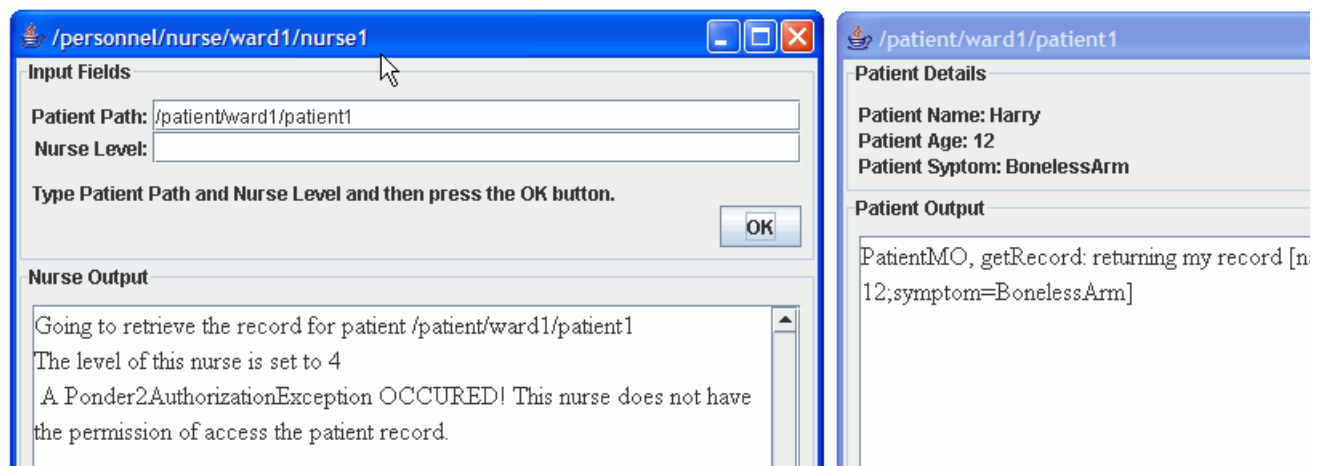 /personnel/nurse/ward1/nurse1
Input Fields
Patient Path: /patient/ward1/patient1
Nurse Level:
Type Patient Path and Nurse Level and then press the OK button.
OK
Nurse Output
Going to retrieve the record for patient /patient/ward1/patient1
The level of this nurse is set to 4
A Ponder2AuthorizationException OCCURED! This nurse does not have
the permission of access the patient record.
/patient/ward1/patient1
Patient Details
Patient Name: Harry
Patient Age: 12
Patient Syptom: BonelessArm
Patient Output
PatientMO, getRecord: returning my record [n
12;symptom=BonelessArm]